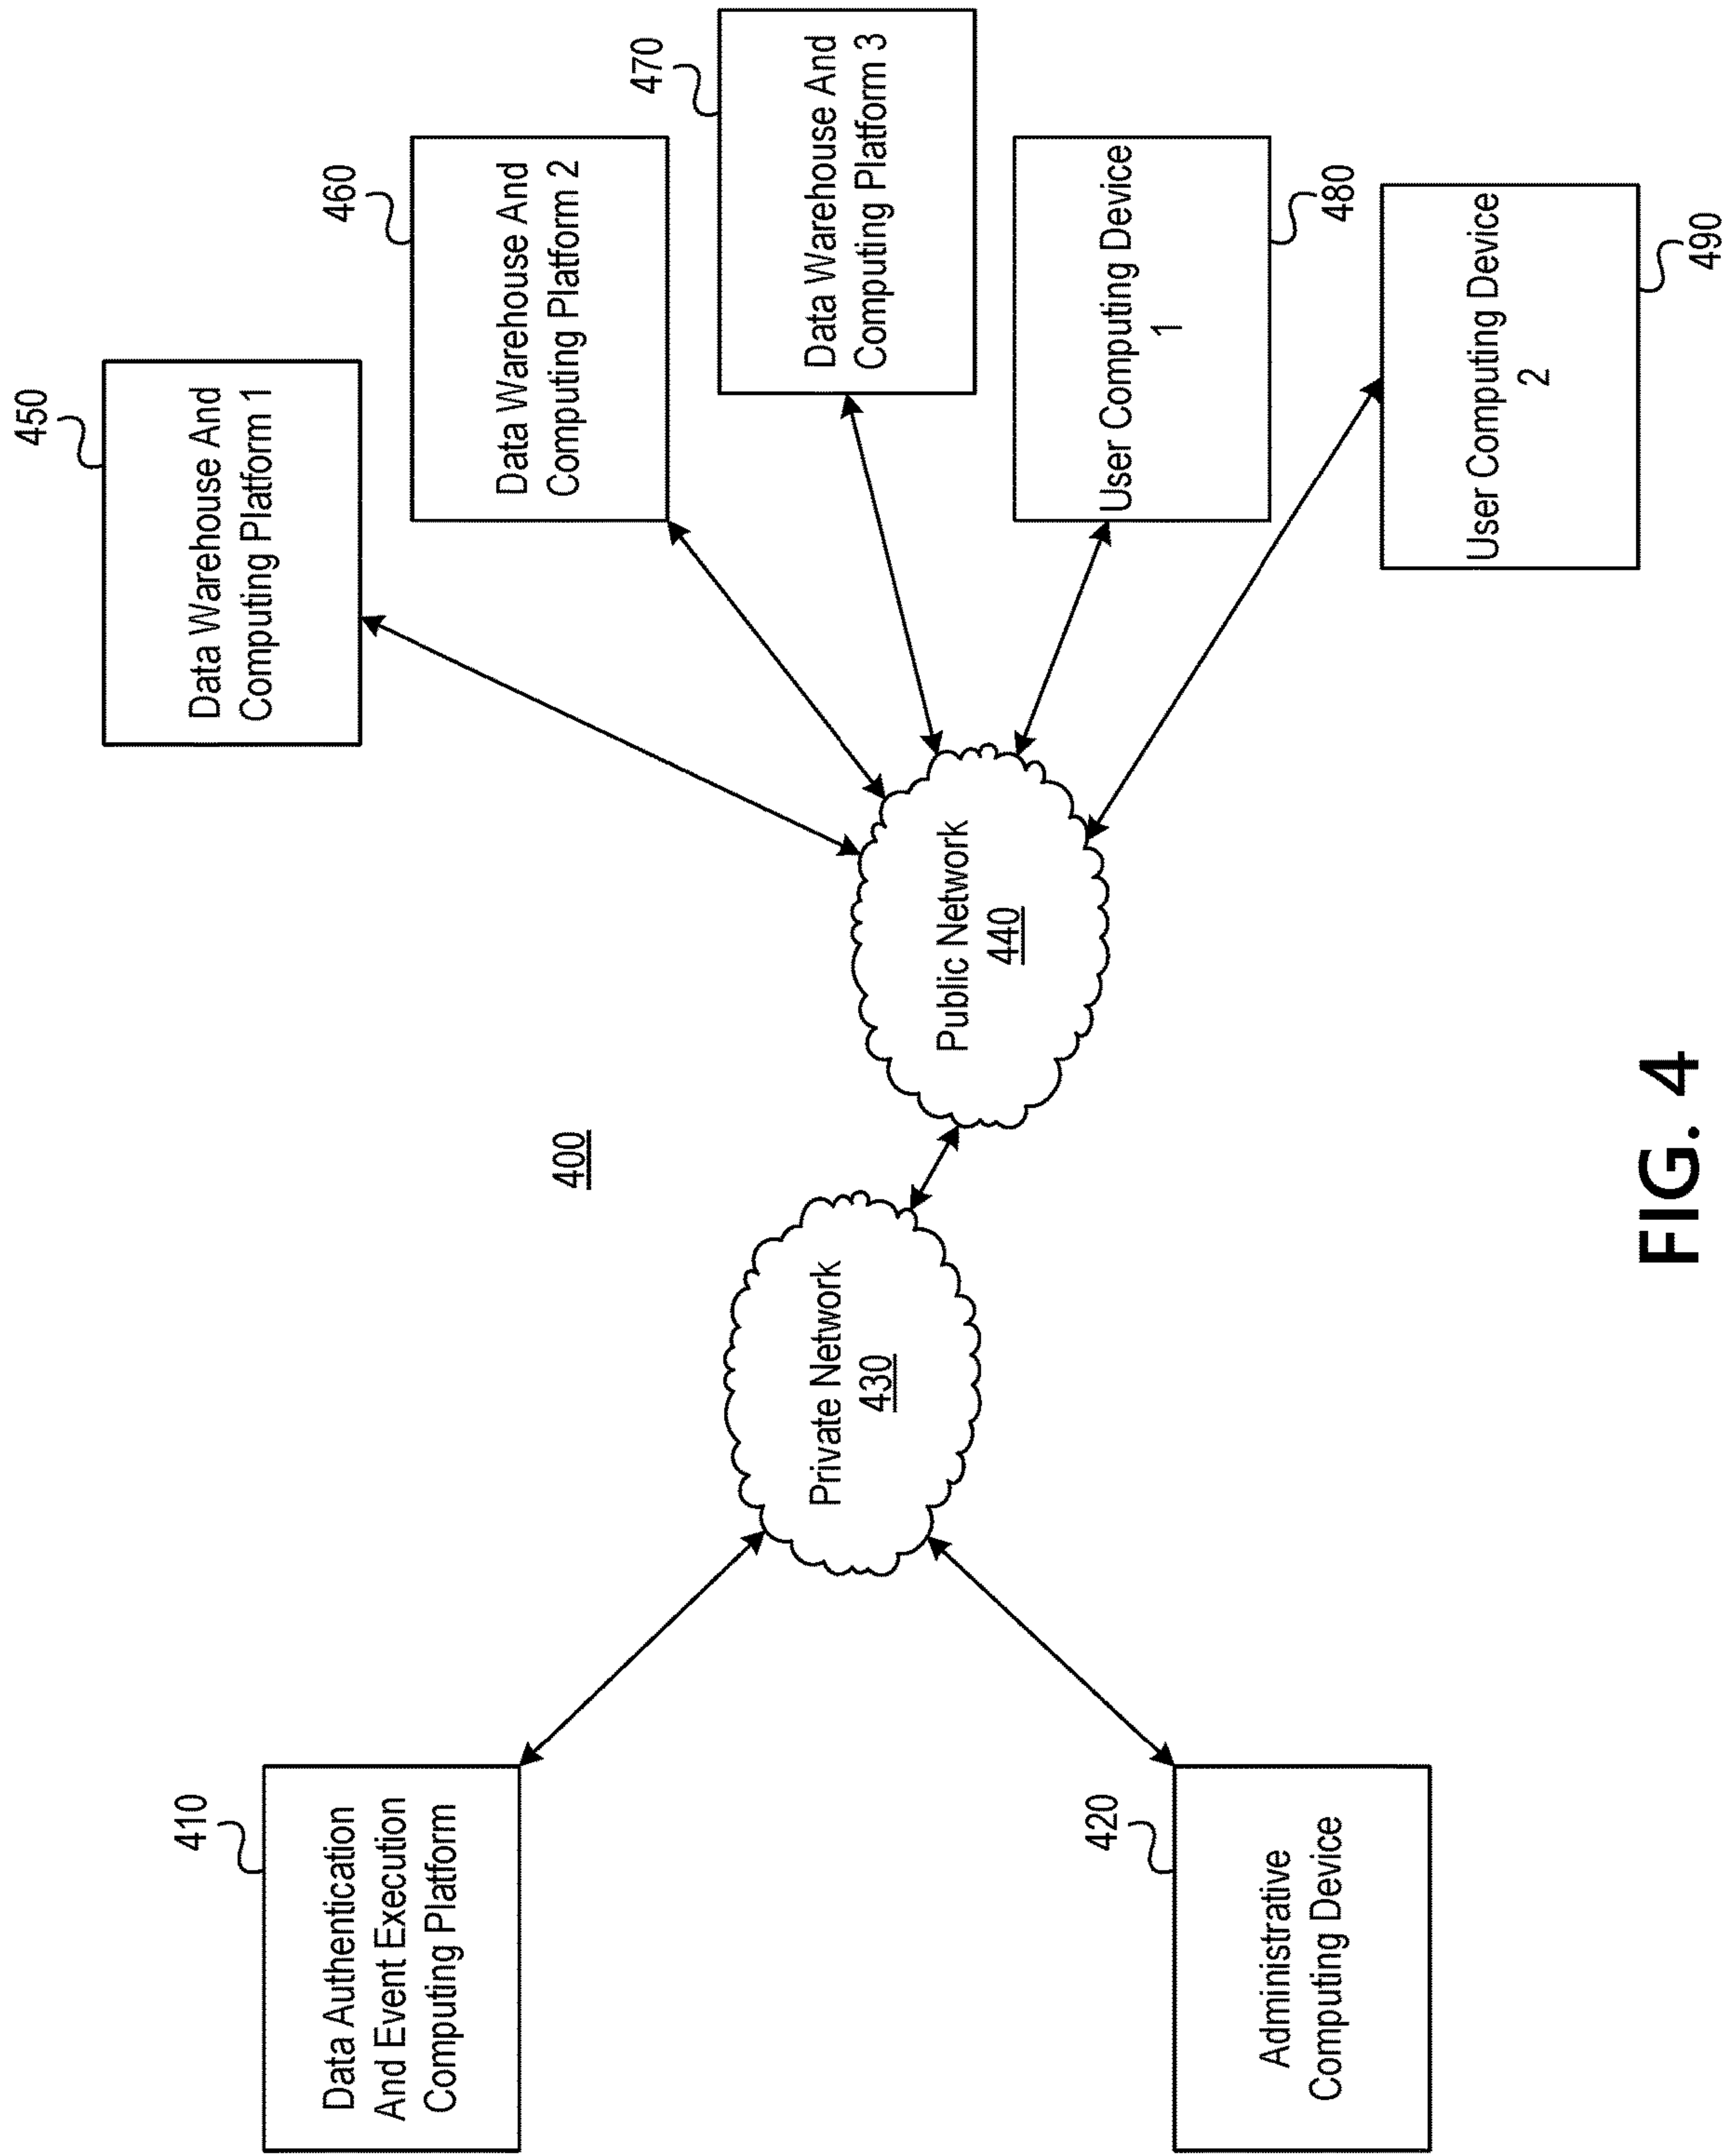 410
Data Authentication
And Event Execution
Computing Platform
420
Administrative
Computing Device
400
Private Network
430
Public Network
440
450
Data Warehouse And
Computing Platform 1
460
Data Warehouse And
Computing Platform 2
470
Data Warehouse And
Computing Platform 3
User Computing Device
1
480
User Computing Device
2
490
FIG. 4